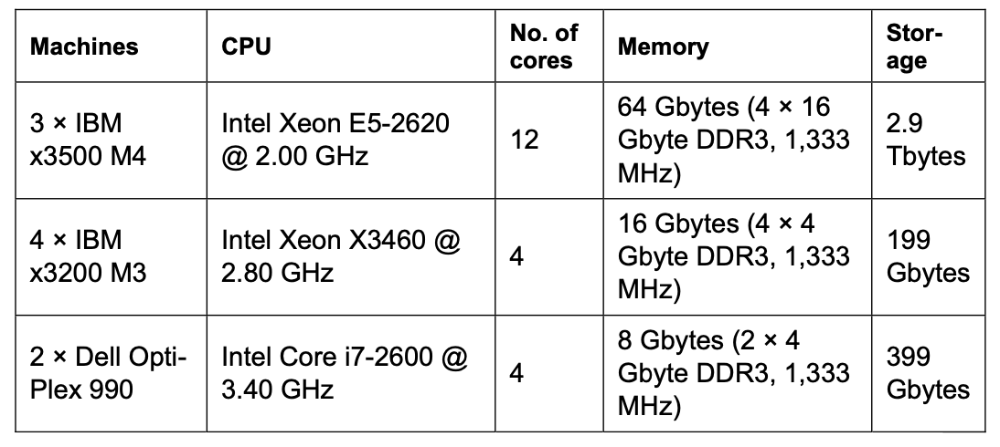 Machines
CPU
No. of
cores
Memory
Stor-
age
3 × IBM
x3500 M4
Intel Xeon E5-2620
@ 2.00 GHz
12
64 Gbytes (4 × 16
Gbyte DDR3, 1,333
MHz)
2.9
Tbytes
4 × IBM
x3200 M3
Intel Xeon X3460 @
2.80 GHz
4
16 Gbytes (4 × 4
Gbyte DDR3, 1,333
MHz)
199
Gbytes
2 × Dell Opti-
Plex 990
Intel Core i7-2600 @
3.40 GHz
4
8 Gbytes (2 × 4
Gbyte DDR3, 1,333
MHz)
399
Gbytes